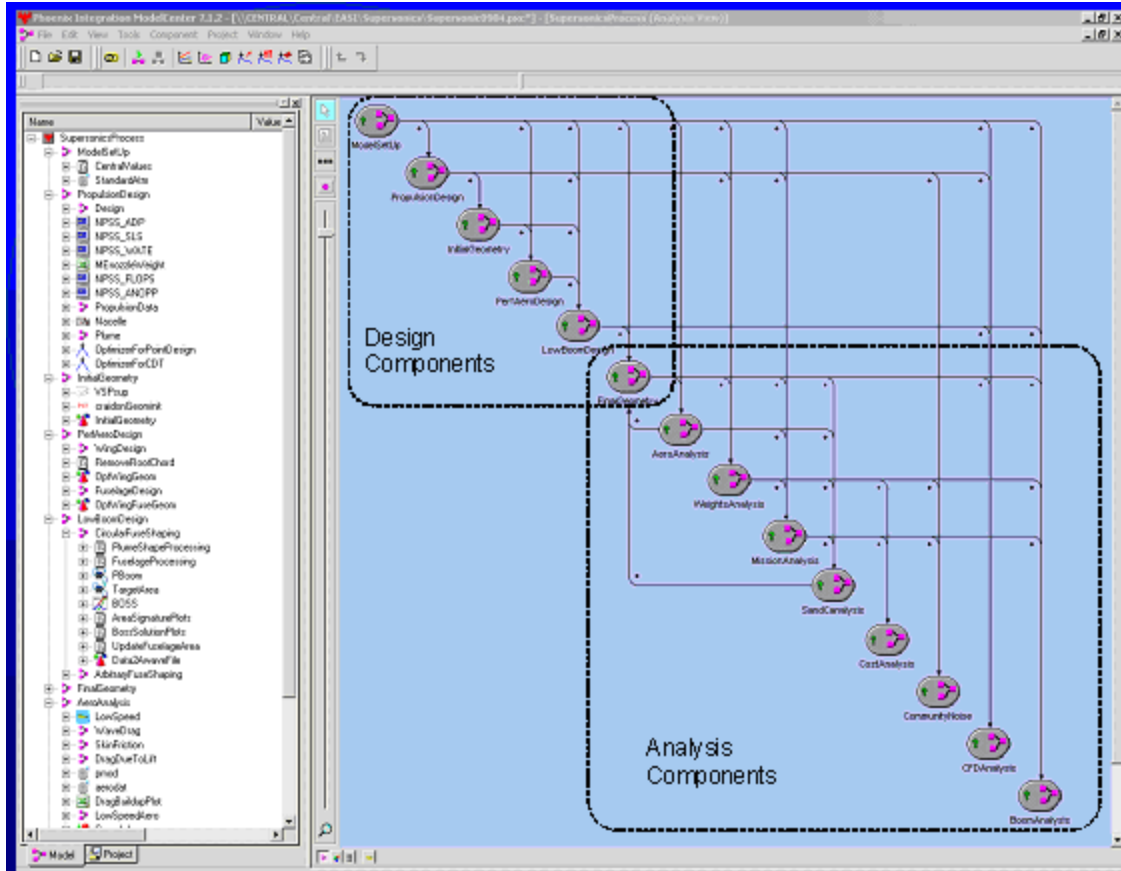 Phoenix Integration ModelCenter 7.1.2 - [\\CENTRAL\Central-EASI\Supersonics\Supersonic0904.pxc*] - [SupersonicsProcess (Analysis View)]
File Edit View Tools Component Project Window Help
Name Value
SupersonicsProcess
ModelSetUp
CentralValues
StandardAtm
PropulsionDesign
Design
NPSS_ADP
NPSS_SLS
NPSS_WATE
MEnozzleWeight
NPSS_FLOPS
NPSS_ANOPP
PropulsionData
Nacelle
Plume
OptimizerForPointDesign
OptimizerForCDT
InitialGeometry
VSPsup
craidonGeominit
InitialGeometry
PerfAeroDesign
WingDesign
RemoveRootChord
OptWingGeom
FuselageDesign
OptWingFuseGeom
LowBoomDesign
CircularFuseShaping
PlumeShapeProcessing
FuselageProcessing
PBoom
TargetArea
BOSS
AreaSignaturePlots
BossSolutionPlots
UpdateFuselageArea
Data2AwaveFile
ArbitraryFuseShaping
FinalGeometry
AeroAnalysis
LowSpeed
WaveDrag
SkinFriction
DragDueToLift
pmod
aerodat
DragBuildupPlot
LowSpeedAero
Model Project
ModelSetUp
PropulsionDesign
InitialGeometry
PerfAeroDesign
LowBoomDesign
Design
Components
FinalGeometry
AeroAnalysis
WeightsAnalysis
MissionAnalysis
SandCanalysis
CostAnalysis
CommunityNoise
CFDAnalysis
BoomAnalysis
Analysis
Components